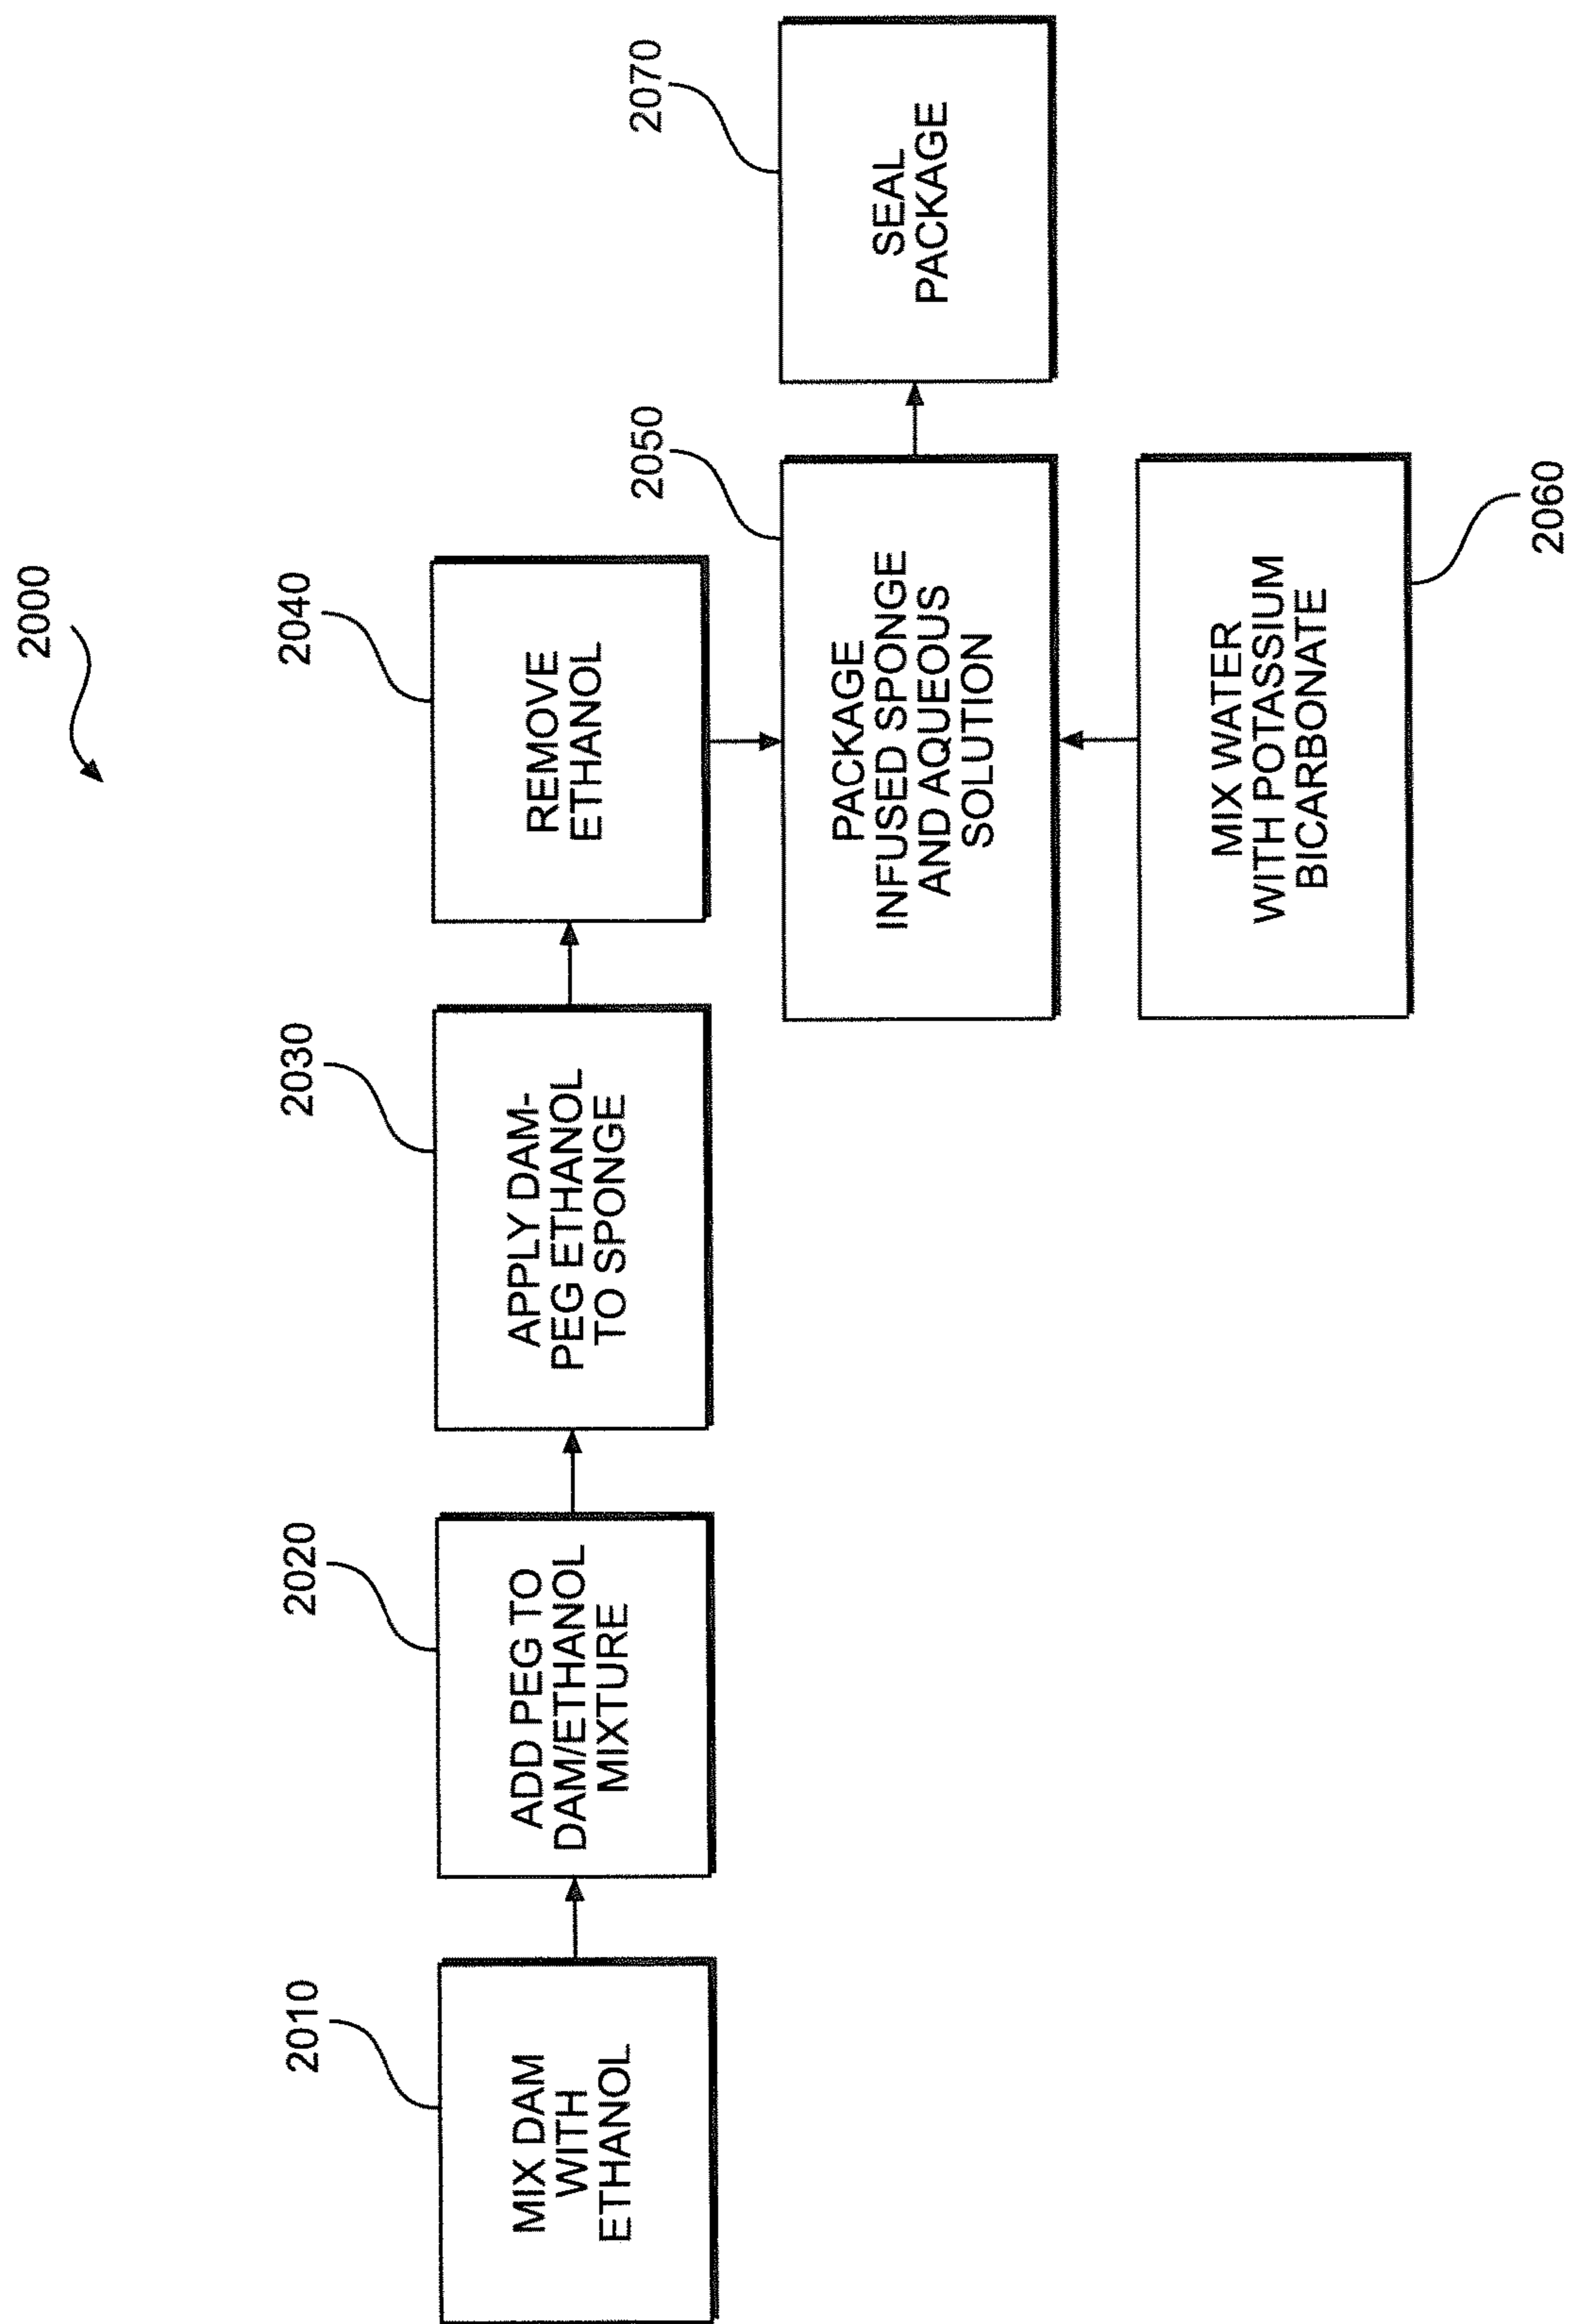 2000
2010
MIX DAM
WITH
ETHANOL
2020
ADD PEG TO
DAM/ETHANOL
MIXTURE
2030
APPLY DAM-
PEG ETHANOL
TO SPONGE
2040
REMOVE
ETHANOL
2050
PACKAGE
INFUSED SPONGE
AND AQUEOUS
SOLUTION
2070
SEAL
PACKAGE
MIX WATER
WITH POTASSIUM
BICARBONATE
2060